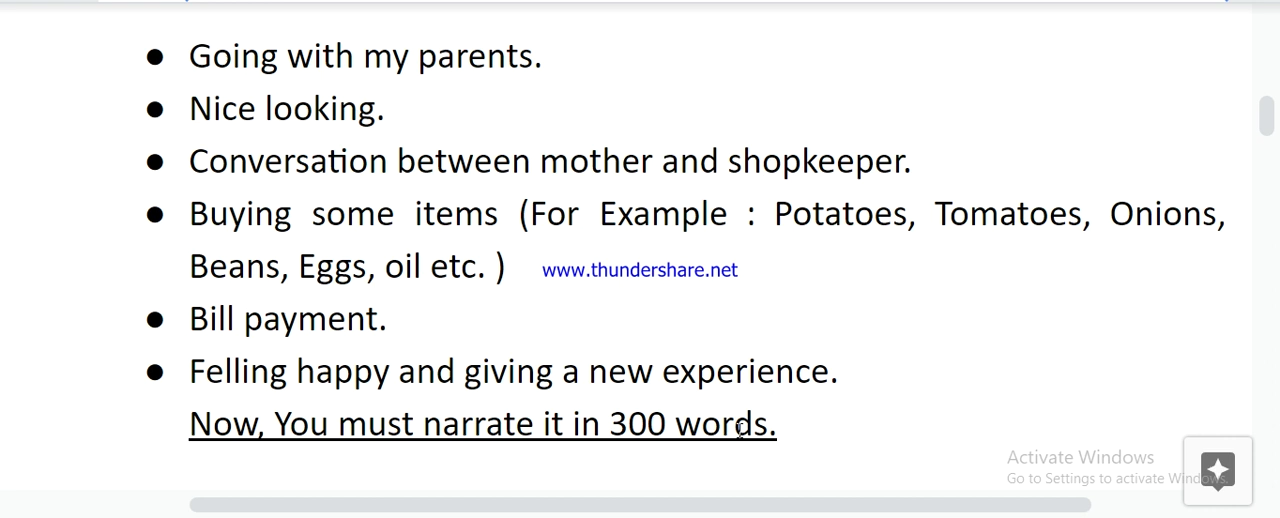 ● Going with my parents.
● Nice looking.
● Conversation between mother and shopkeeper.
● Buying some items (For Example : Potatoes, Tomatoes, Onions,
Beans, Eggs, oil etc. ) www.thundershare.net
● Bill payment.
● Felling happy and giving a new experience.
Now, You must narrate it in 300 words.
Activate Windows
Go to Settings to activate Windows.